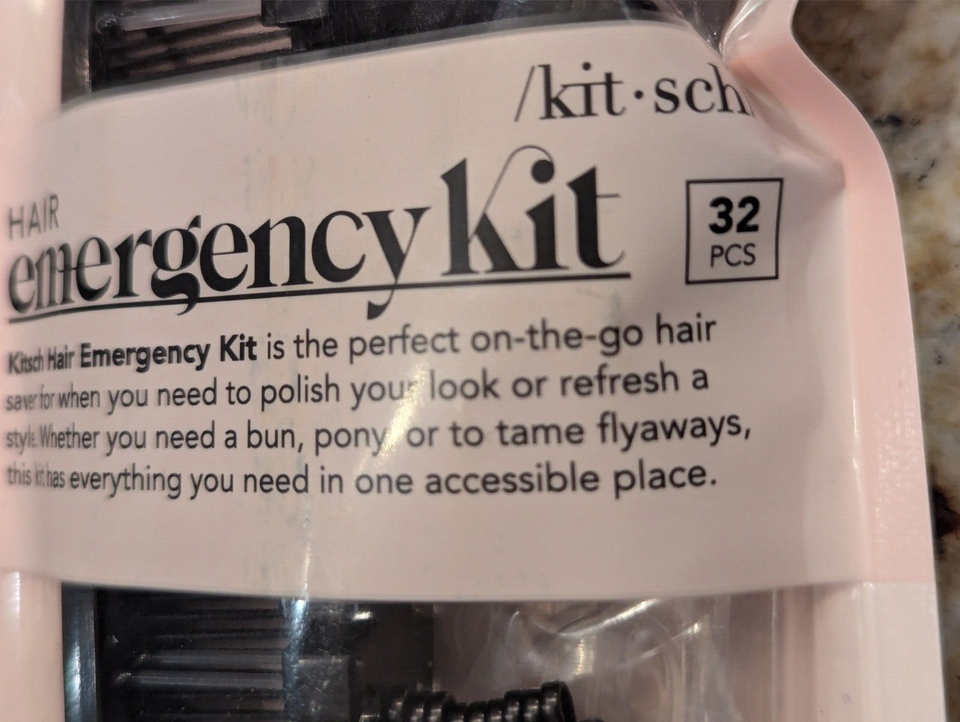 /kit·sch
HAIR
emergency kit
32
PCS
Kitsch Hair Emergency Kit is the perfect on-the-go hair
saver for when you need to polish your look or refresh a
style. Whether you need a bun, pony or to tame flyaways,
this kit has everything you need in one accessible place.